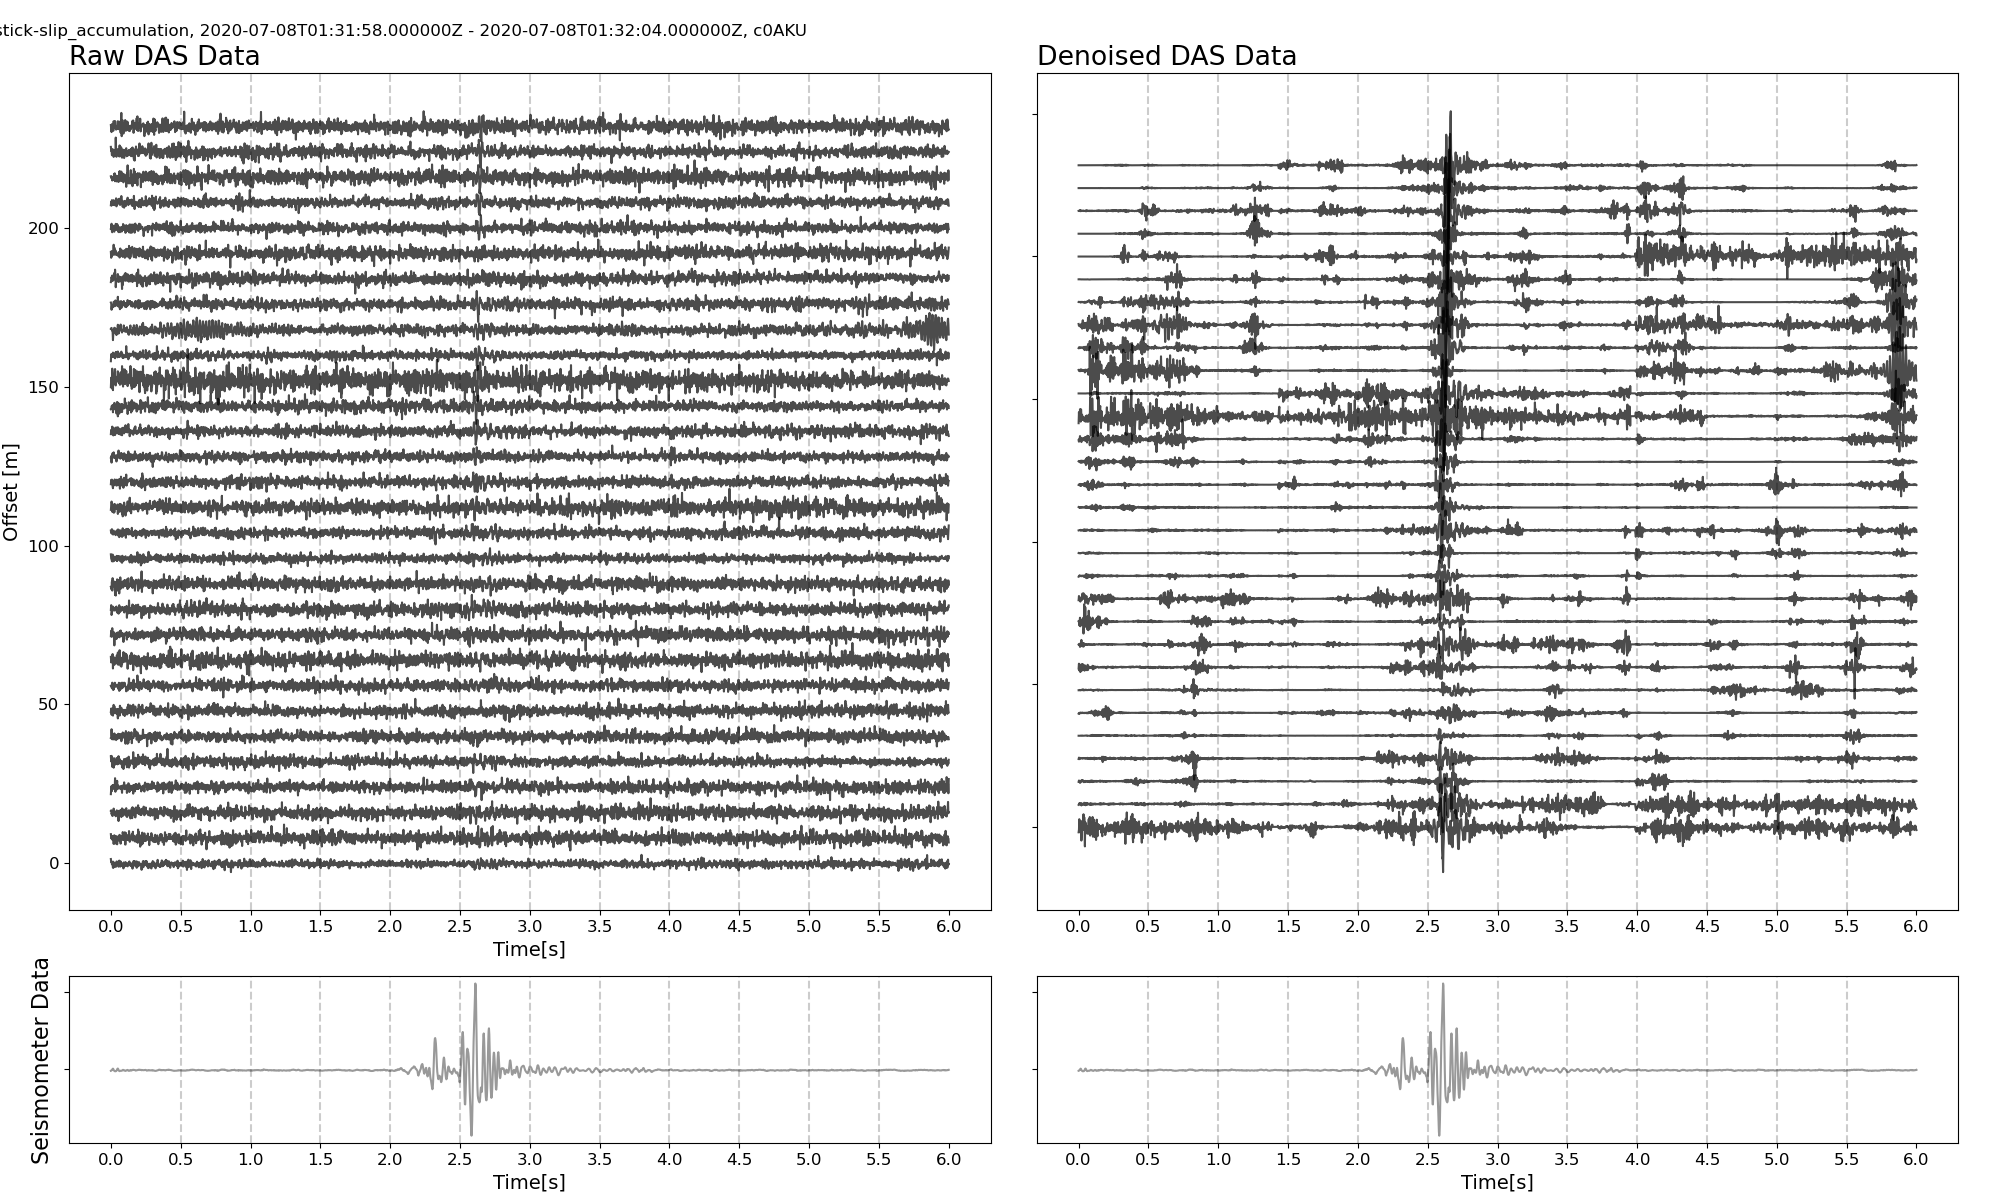 stick-slip_accumulation, 2020-07-08T01:31:58.000000Z - 2020-07-08T01:32:04.000000Z, c0AKU
Raw DAS Data
Denoised DAS Data
Offset [m]
200
150
100
50
0
0.0 0.5 1.0 1.5 2.0 2.5 3.0 3.5 4.0 4.5 5.0 5.5 6.0
Time[s]
0.0 0.5 1.0 1.5 2.0 2.5 3.0 3.5 4.0 4.5 5.0 5.5 6.0
Seismometer Data
0.0 0.5 1.0 1.5 2.0 2.5 3.0 3.5 4.0 4.5 5.0 5.5 6.0
Time[s]
0.0 0.5 1.0 1.5 2.0 2.5 3.0 3.5 4.0 4.5 5.0 5.5 6.0
Time[s]